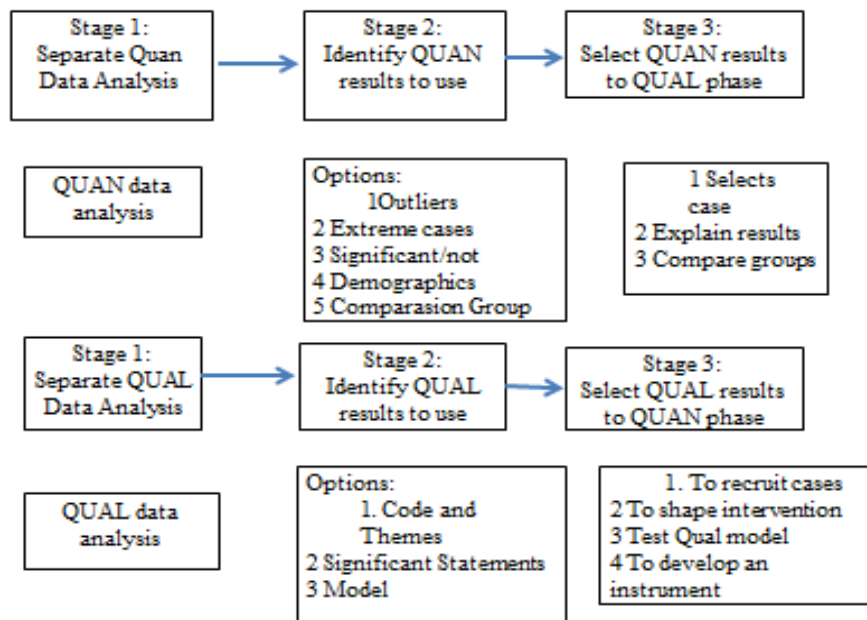 Stage 1:
Separate Quan
Data Analysis
Stage 2:
Identify QUAN
results to use
Stage 3:
Select QUAN results
to QUAL phase
QUAN data
analysis
Options:
1Outliers
2 Extreme cases
3 Significant/not
4 Demographics
5 Comparasion Group
1 Selects
case
2 Explain results
3 Compare groups
Stage 1:
Separate QUAL
Data Analysis
Stage 2:
Identify QUAL
results to use
Stage 3:
Select QUAL results
to QUAN phase
QUAL data
analysis
Options:
1. Code and
Themes
2 Significant Statements
3 Model
1. To recruit cases
2 To shape intervention
3 Test Qual model
4 To develop an
instrument